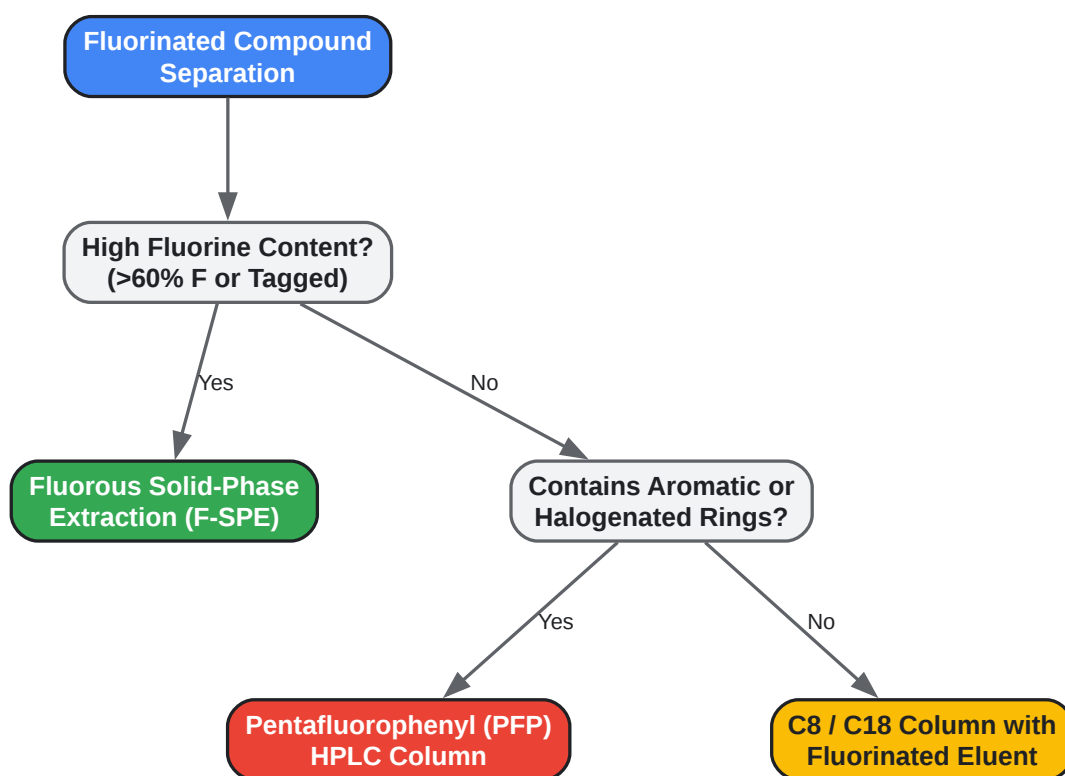 Fluorinated Compound
Separation
High Fluorine Content?
(>60% F or Tagged)
Yes
No
Fluorous Solid-Phase
Extraction (F-SPE)
Contains Aromatic or
Halogenated Rings?
Yes
No
Pentafluorophenyl (PFP)
HPLC Column
C8 / C18 Column with
Fluorinated Eluent